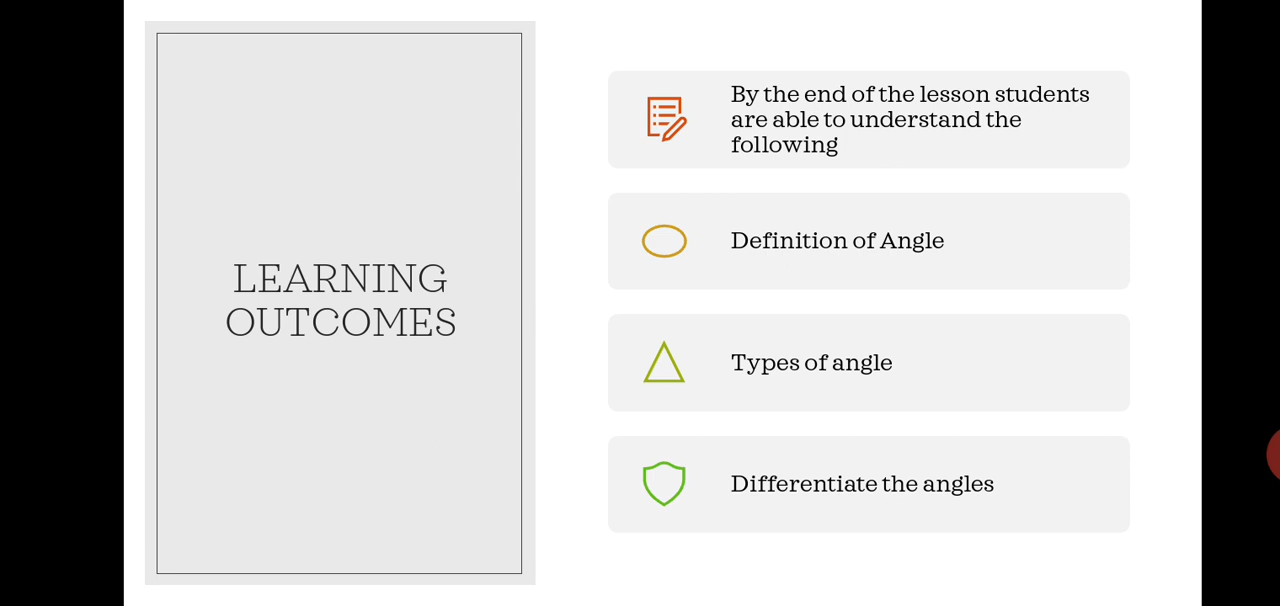 LEARNING
OUTCOMES
By the end of the lesson students
are able to understand the
following
Definition of Angle
Types of angle
Differentiate the angles